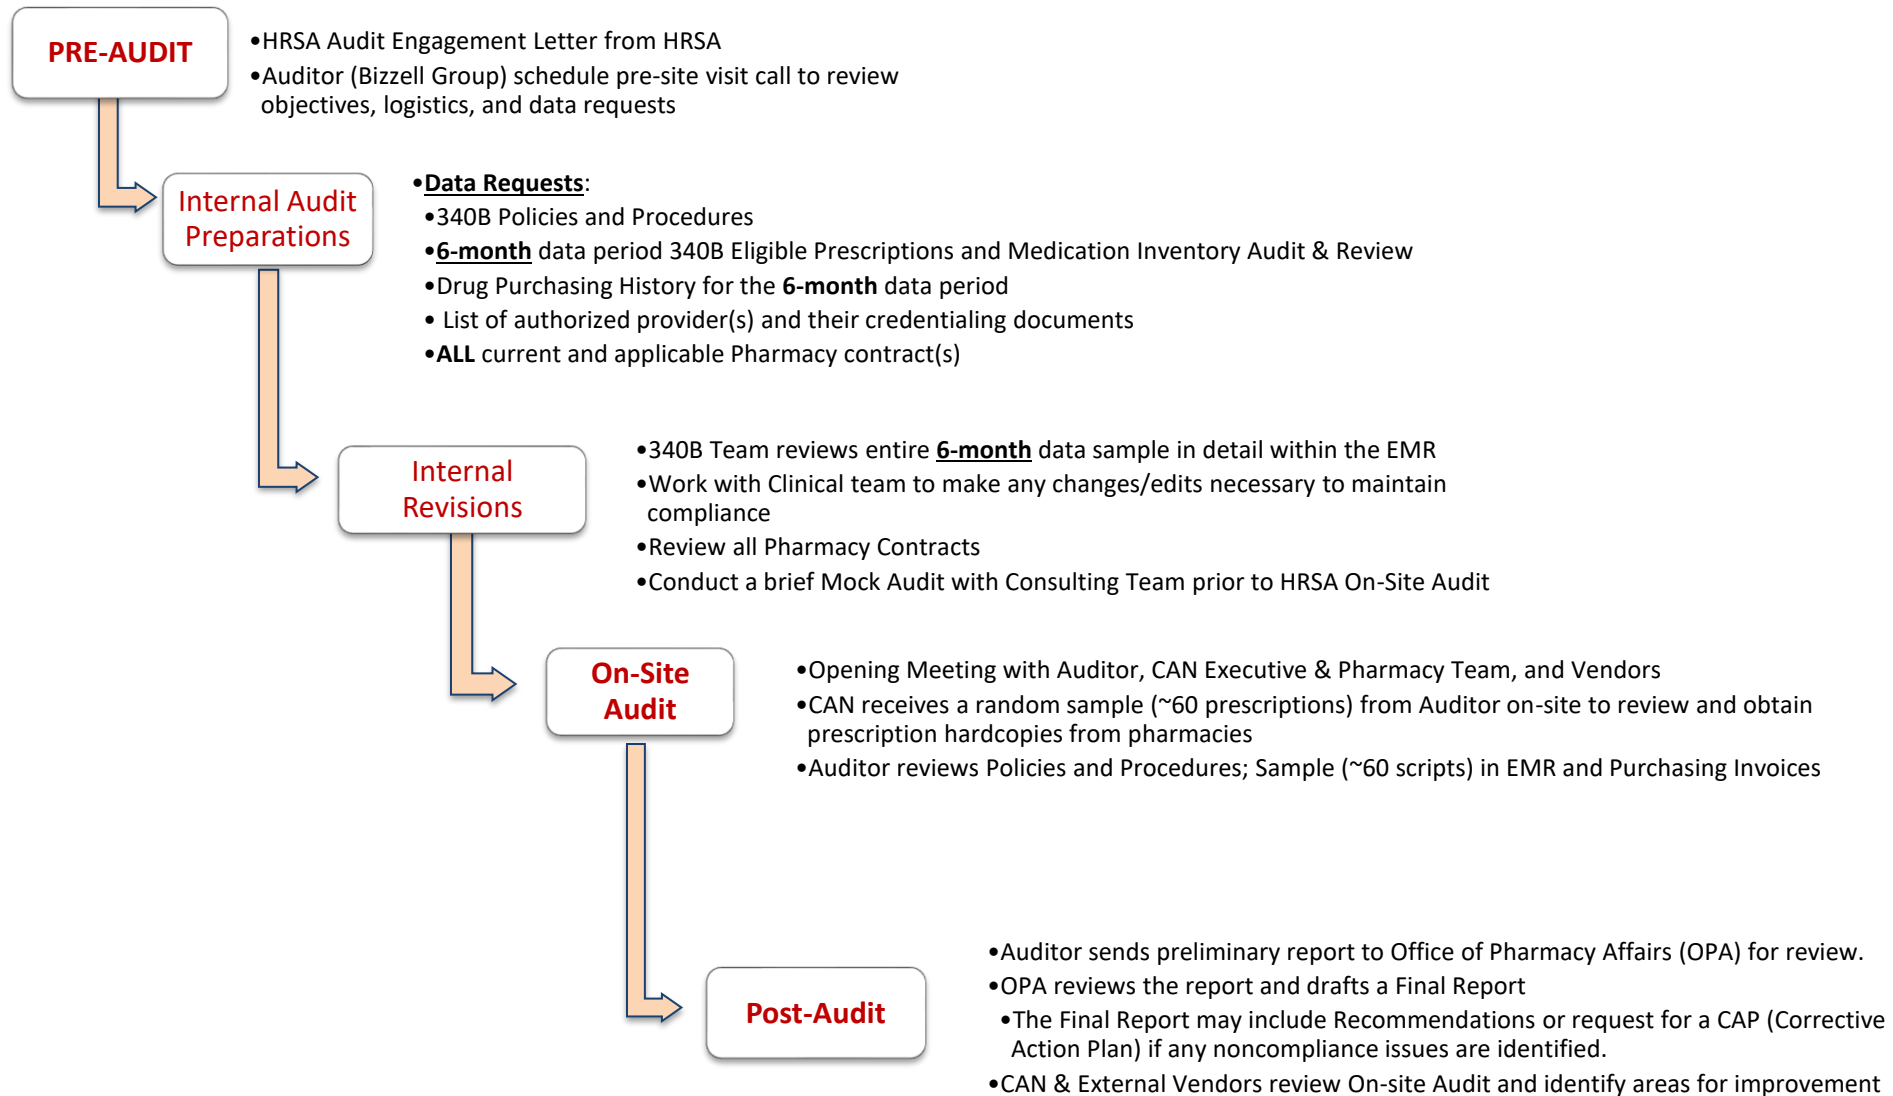 PRE-AUDIT
•HRSA Audit Engagement Letter from HRSA
•Auditor (Bizzell Group) schedule pre-site visit call to review
objectives, logistics, and data requests
Internal Audit
Preparations
•Data Requests:
•340B Policies and Procedures
•6-month data period 340B Eligible Prescriptions and Medication Inventory Audit & Review
•Drug Purchasing History for the 6-month data period
• List of authorized provider(s) and their credentialing documents
•ALL current and applicable Pharmacy contract(s)
Internal
Revisions
•340B Team reviews entire 6-month data sample in detail within the EMR
•Work with Clinical team to make any changes/edits necessary to maintain
compliance
•Review all Pharmacy Contracts
•Conduct a brief Mock Audit with Consulting Team prior to HRSA On-Site Audit
On-Site
Audit
•Opening Meeting with Auditor, CAN Executive & Pharmacy Team, and Vendors
•CAN receives a random sample (~60 prescriptions) from Auditor on-site to review and obtain
prescription hardcopies from pharmacies
•Auditor reviews Policies and Procedures; Sample (~60 scripts) in EMR and Purchasing Invoices
Post-Audit
•Auditor sends preliminary report to Office of Pharmacy Affairs (OPA) for review.
•OPA reviews the report and drafts a Final Report
•The Final Report may include Recommendations or request for a CAP (Corrective
Action Plan) if any noncompliance issues are identified.
•CAN & External Vendors review On-site Audit and identify areas for improvement